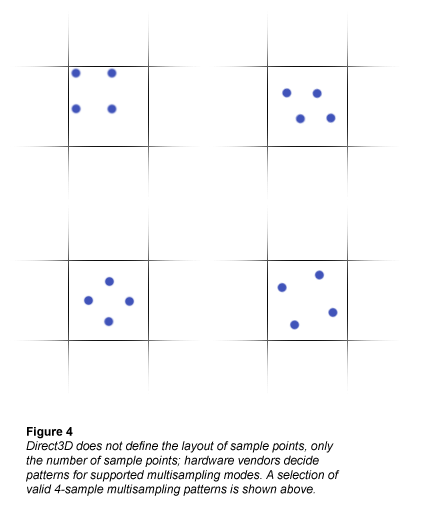 Figure 4
Direct3D does not define the layout of sample points, only
the number of sample points; hardware vendors decide
patterns for supported multisampling modes. A selection of
valid 4-sample multisampling patterns is shown above.